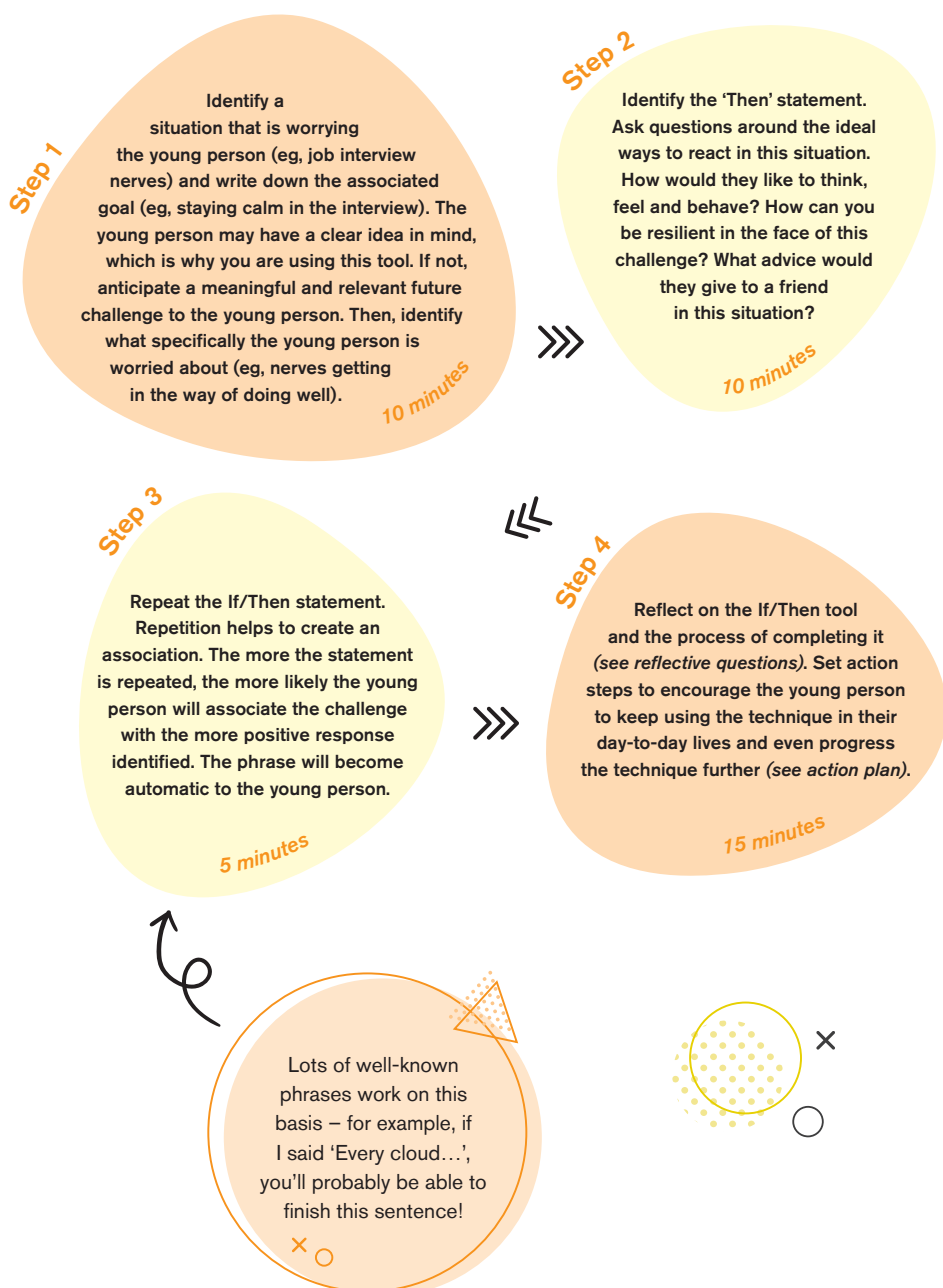 Step 1
Identify a
situation that is worrying
the young person (eg, job interview
nerves) and write down the associated
goal (eg, staying calm in the interview). The
young person may have a clear idea in mind,
which is why you are using this tool. If not,
anticipate a meaningful and relevant future
challenge to the young person. Then, identify
what specifically the young person is
worried about (eg, nerves getting
in the way of doing well).
10 minutes
Step 2
Identify the ‘Then’ statement.
Ask questions around the ideal
ways to react in this situation.
How would they like to think,
feel and behave? How can you
be resilient in the face of this
challenge? What advice would
they give to a friend
in this situation?
10 minutes
Step 3
Repeat the If/Then statement.
Repetition helps to create an
association. The more the statement
is repeated, the more likely the young
person will associate the challenge
with the more positive response
identified. The phrase will become
automatic to the young person.
5 minutes
Step 4
Reflect on the If/Then tool
and the process of completing it
(see reflective questions). Set action
steps to encourage the young person
to keep using the technique in their
day-to-day lives and even progress
the technique further (see action plan).
15 minutes
Lots of well-known
phrases work on this
basis – for example, if
I said ‘Every cloud…’,
you’ll probably be able to
finish this sentence!